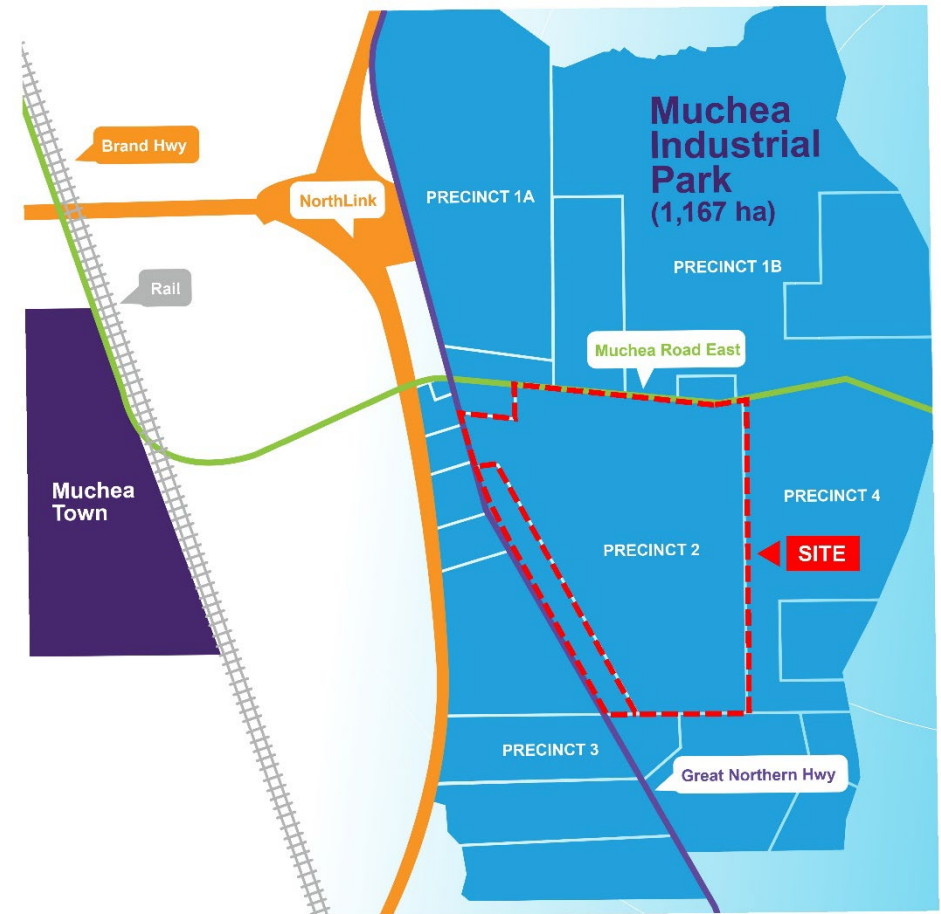 Muchea
Industrial
Park
(1,167 ha)
Brand Hwy
NorthLink
PRECINCT 1A
PRECINCT 1B
Rail
Muchea Road East
Muchea
Town
PRECINCT 4
PRECINCT 2
SITE
PRECINCT 3
Great Northern Hwy